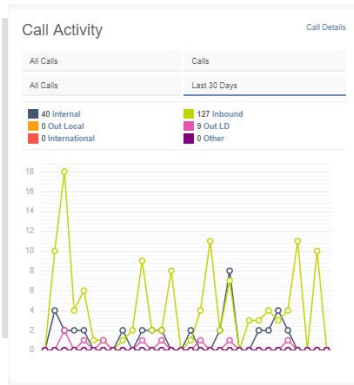 Call Activity
Call Details
All Calls
Calls
All Calls
Last 30 Days
40 Internal
127 Inbound
0 Out Local
9 Out LD
0 International
0 Other
18
16
14
12
10
8
6
4
2
0